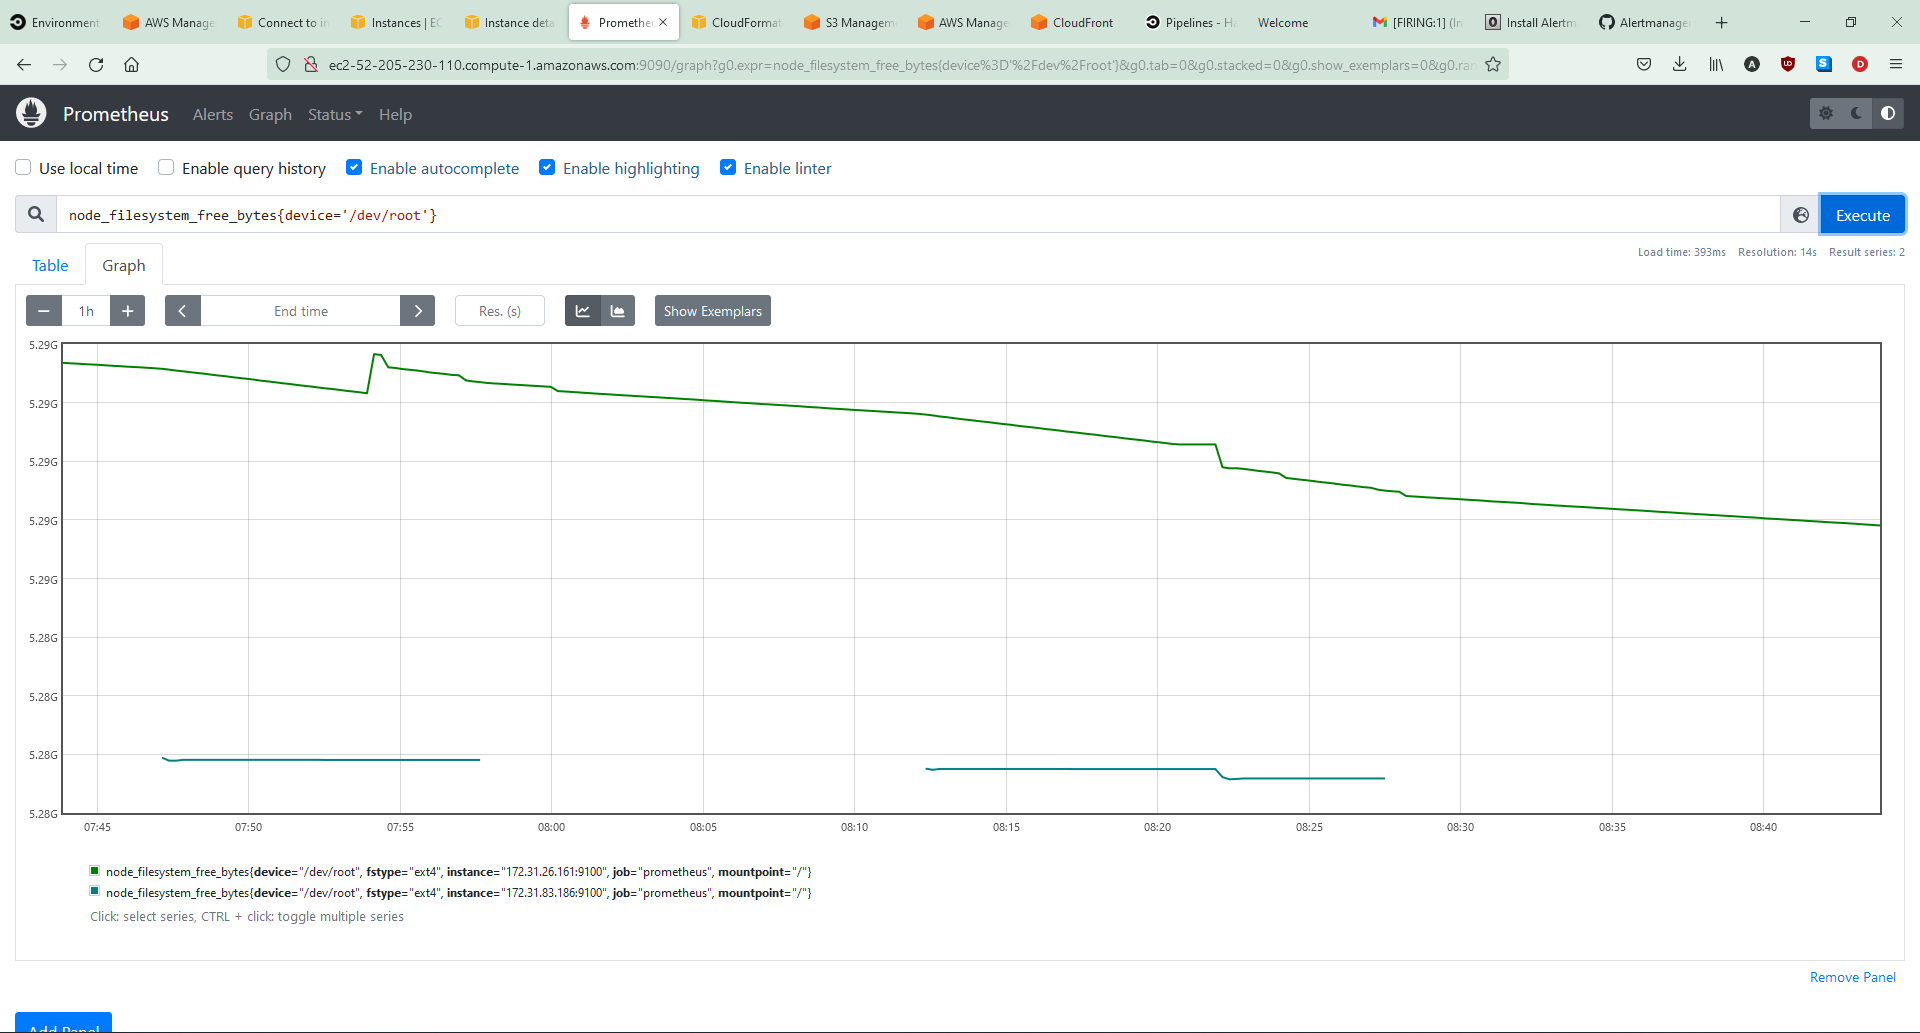 Environment AWS Manage Connect to in Instances | EC Instance deta Prometheu CloudFormat S3 Managem AWS Manage CloudFront Pipelines - Ha Welcome [FIRING:1] (In Install Alertm Alertmanage
ec2-52-205-230-110.compute-1.amazonaws.com:9090/graph?g0.expr=node_filesystem_free_bytes{device%3D'%2Fdev%2Froot'}&g0.tab=0&g0.stacked=0&g0.show_exemplars=0&g0.ran
Prometheus Alerts Graph Status Help
Use local time Enable query history Enable autocomplete Enable highlighting Enable linter
node_filesystem_free_bytes{device='/dev/root'} Execute
Table Graph Load time: 393ms Resolution: 14s Result series: 2
1h End time Res. (s) Show Exemplars
5.29G
5.29G
5.29G
5.29G
5.29G
5.28G
5.28G
5.28G
5.28G
07:45 07:50 07:55 08:00 08:05 08:10 08:15 08:20 08:25 08:30 08:35 08:40
node_filesystem_free_bytes{device="/dev/root", fstype="ext4", instance="172.31.26.161:9100", job="prometheus", mountpoint="/"}
node_filesystem_free_bytes{device="/dev/root", fstype="ext4", instance="172.31.83.186:9100", job="prometheus", mountpoint="/"}
Click: select series, CTRL + click: toggle multiple series
Remove Panel
Add Panel